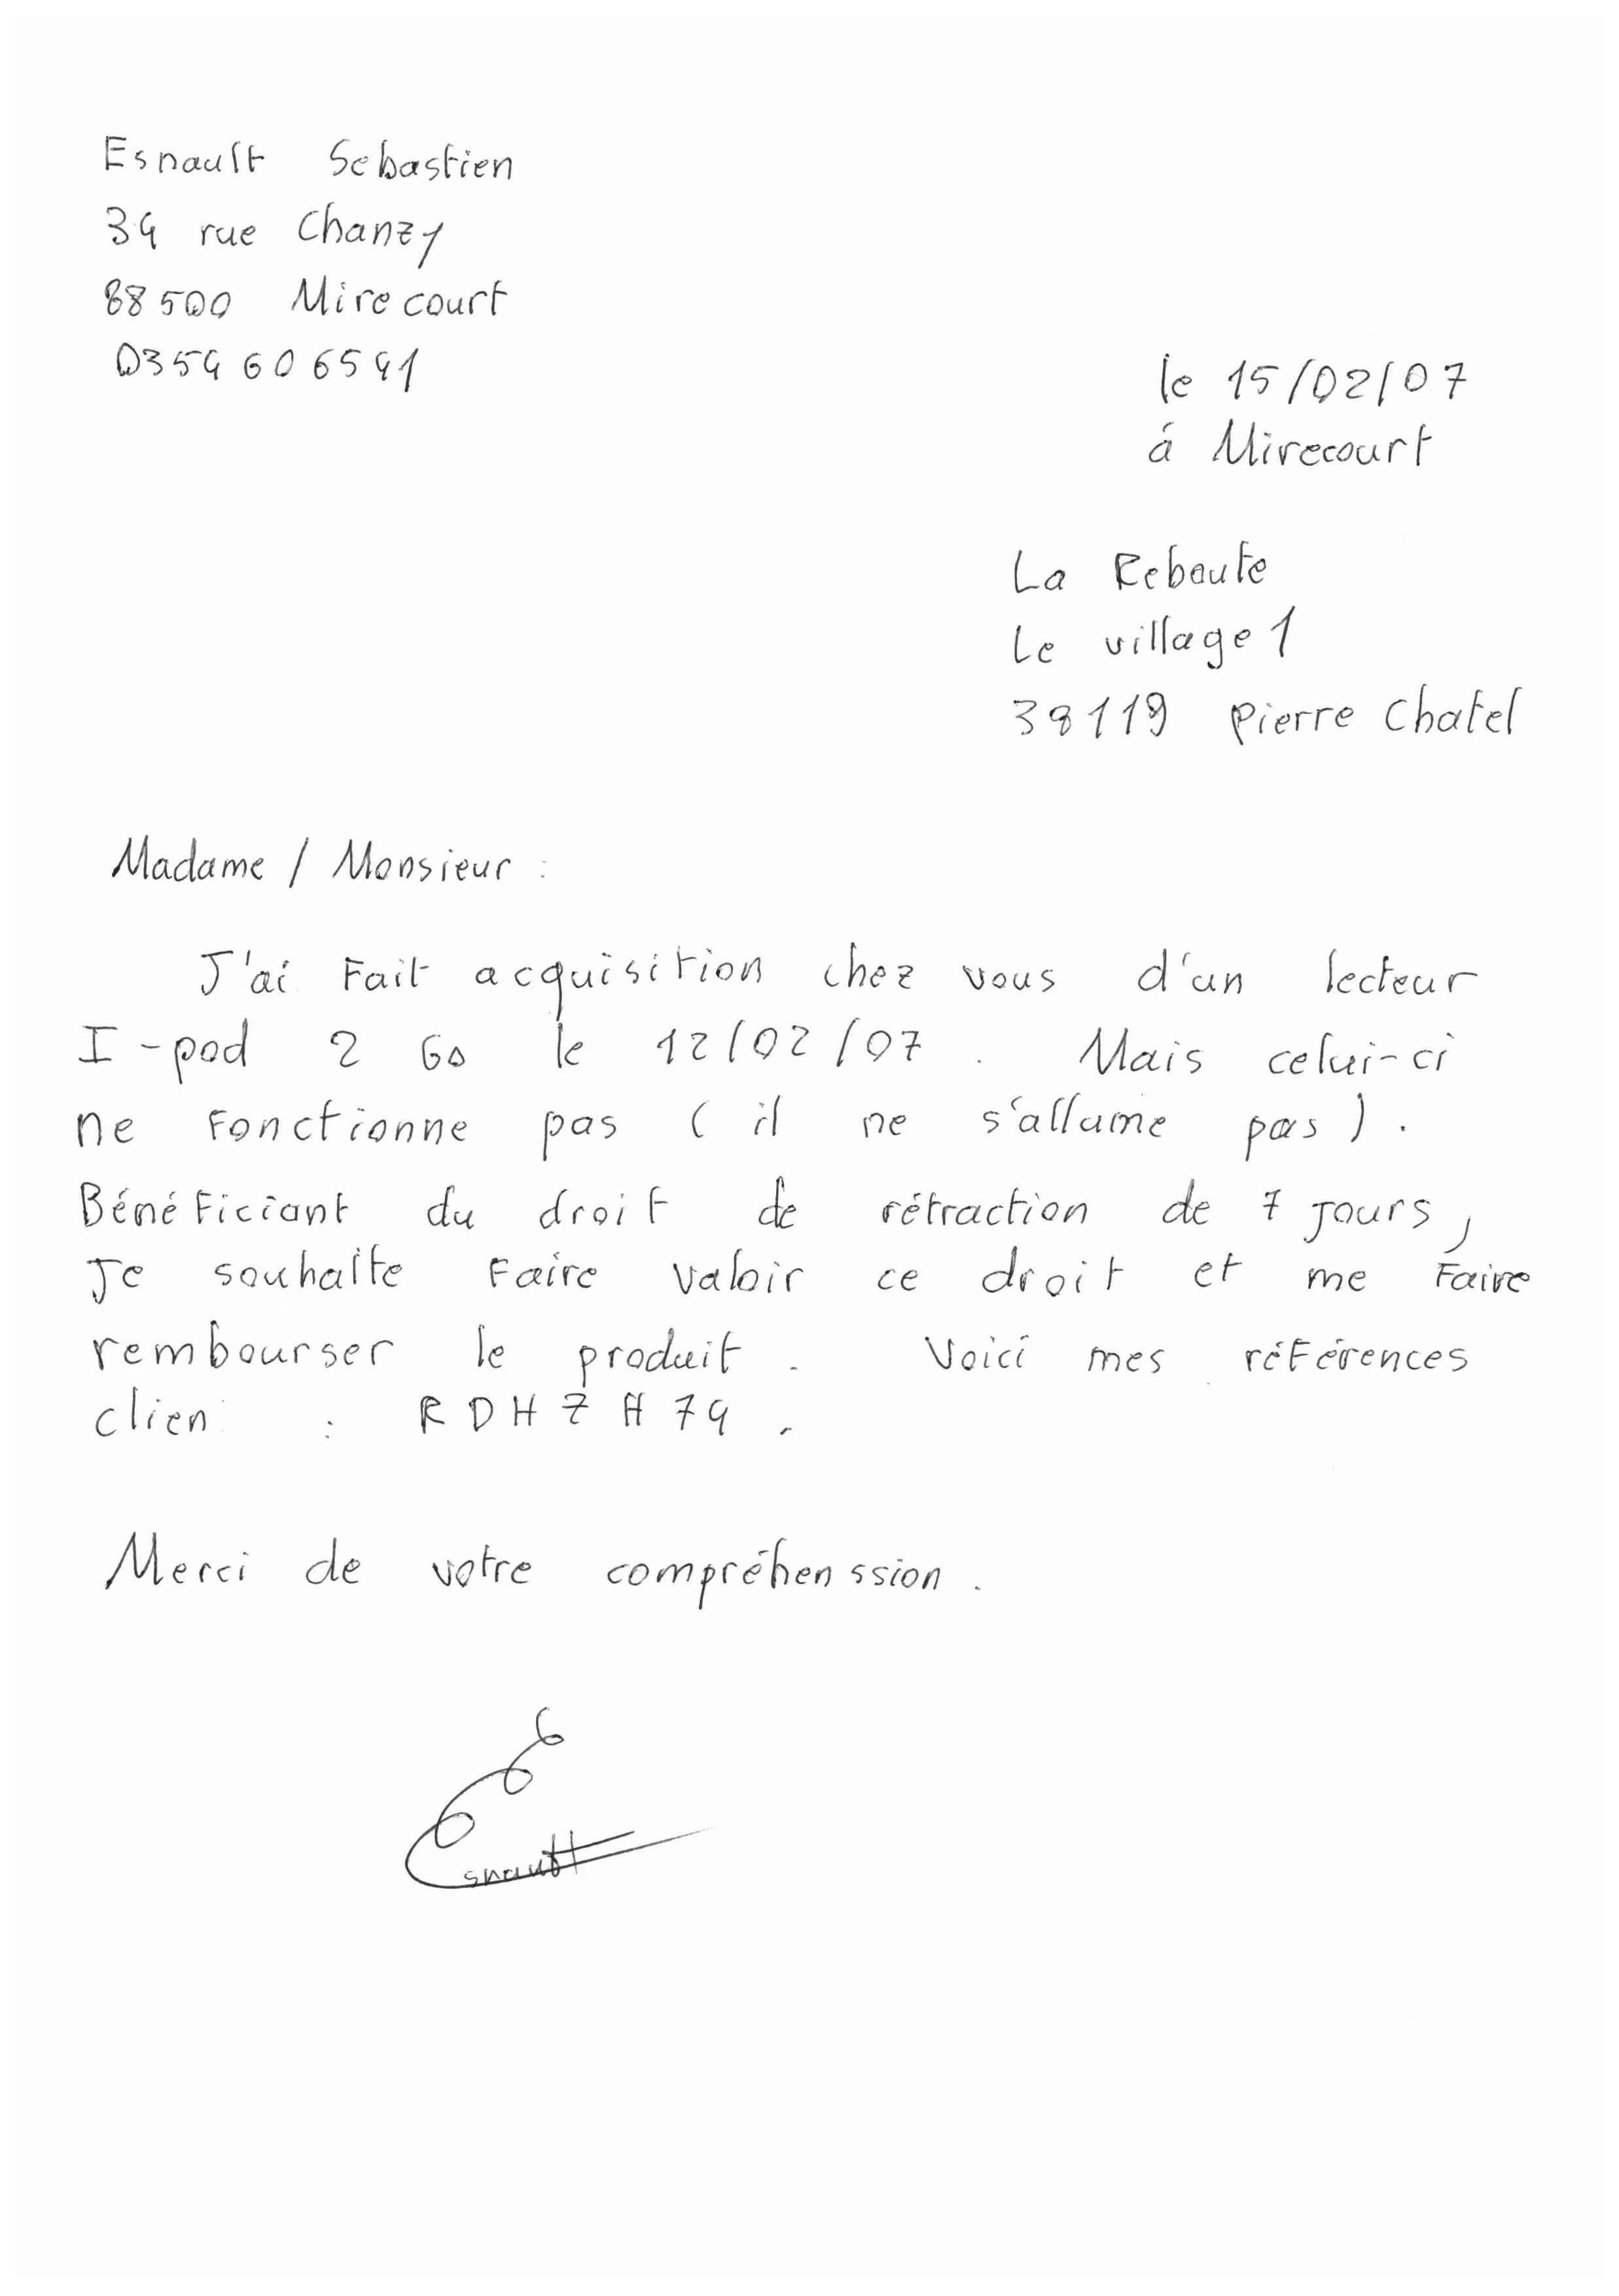 Esnault Sebastien
34 rue Chanzy
88500 Mirecourt
0354606541
le 15/02/07
á Mirecourt
La Reboute
Le village 1
38119 Pierre Chatel
Madame / Monsieur :
J'ai Fait acquisition chez vous d'un lecteur
I-pod 2 Go le 12/02/07. Mais celui-ci
ne Fonctionne pas ( il ne s'allume pas ).
BénéFiciant du droit de rétraction de 7 jours,
Je souhaite Faire valoir ce droit et me Faire
rembourser le produit. Voici mes réFérences
clien : RDHZH74.
Merci de votre compréhenssion.
Esnault